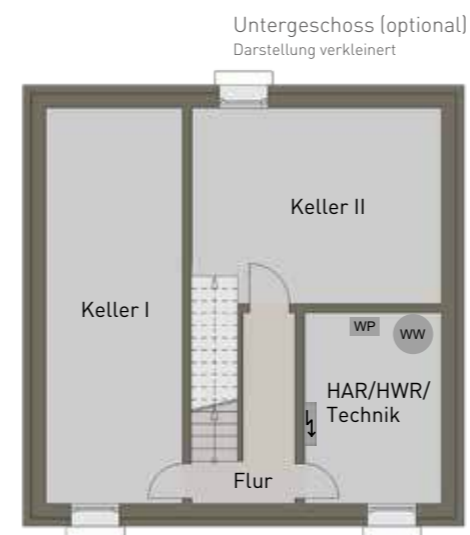 Untergeschoss (optional)
Darstellung verkleinert
Keller II
Keller I
WP
WW
HAR/HWR/
Technik
Flur